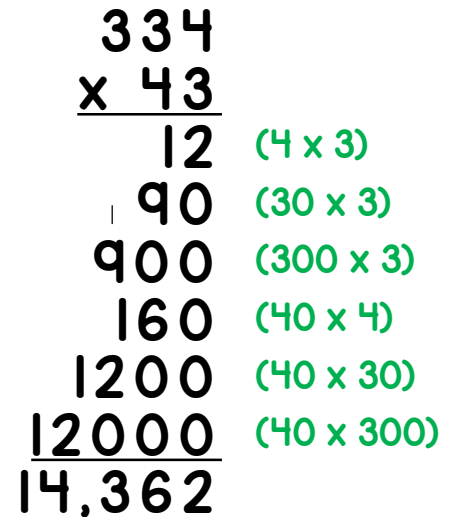 334
x 43
12 (4 x 3)
90 (30 x 3)
900 (300 x 3)
160 (40 x 4)
1200 (40 x 30)
12000 (40 x 300)
14,362